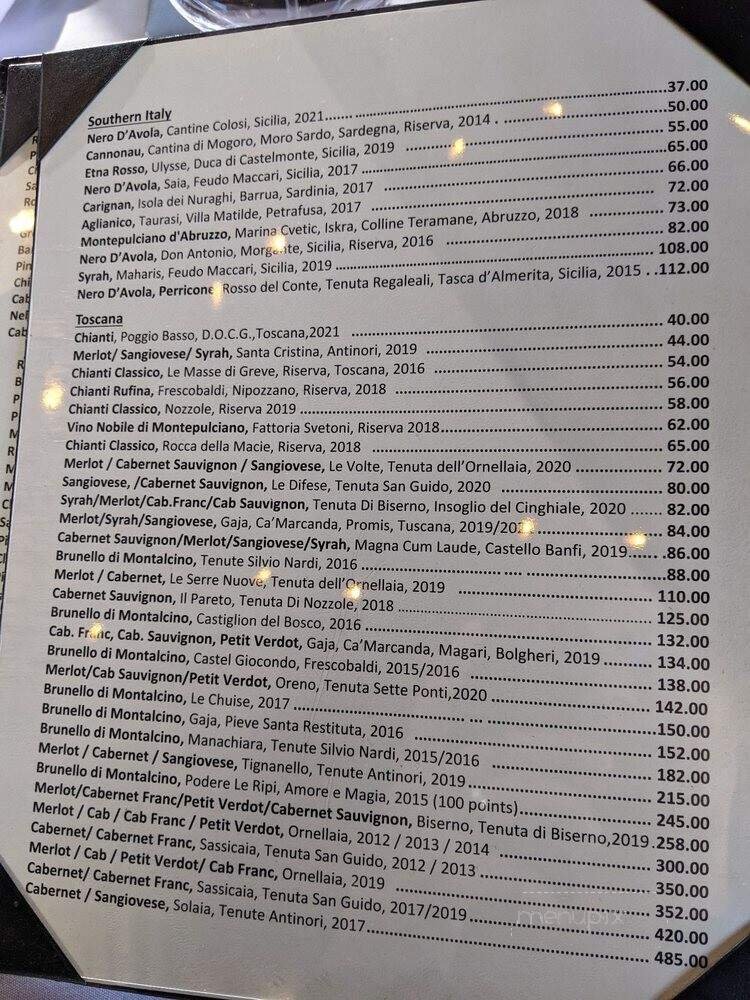 Southern Italy
Nero D'Avola, Cantine Colosi, Sicilia, 2021 37.00
Cannonau, Cantina di Mogoro, Moro Sardo, Sardegna, Riserva, 2014 . 50.00
Etna Rosso, Ulysse, Duca di Castelmonte, Sicilia, 2019 55.00
Nero D'Avola, Saia, Feudo Maccari, Sicilia, 2017 65.00
Carignan, Isola dei Nuraghi, Barrua, Sardinia, 2017 66.00
Aglianico, Taurasi, Villa Matilde, Petrafusa, 2017 72.00
Montepulciano d'Abruzzo, Marina Cvetic, Iskra, Colline Teramane, Abruzzo, 2018 73.00
Nero D'Avola, Don Antonio, Morgante, Sicilia, Riserva, 2016 82.00
Syrah, Maharis, Feudo Maccari, Sicilia, 2019 108.00
Nero D'Avola, Perricone Rosso del Conte, Tenuta Regaleali, Tasca d'Almerita, Sicilia, 2015 . .112.00
Toscana
Chianti, Poggio Basso, D.O.C.G.,Toscana,2021 40.00
Merlot/ Sangiovese/ Syrah, Santa Cristina, Antinori, 2019 44.00
Chianti Classico, Le Masse di Greve, Riserva, Toscana, 2016 54.00
Chianti Rufina, Frescobaldi, Nipozzano, Riserva, 2018 56.00
Chianti Classico, Nozzole, Riserva 2019 58.00
Vino Nobile di Montepulciano, Fattoria Svetoni, Riserva 2018 62.00
Chianti Classico, Rocca della Macie, Riserva, 2018 65.00
Merlot / Cabernet Sauvignon / Sangiovese, Le Volte, Tenuta dell'Ornellaia, 2020 72.00
Sangiovese, /Cabernet Sauvignon, Le Difese, Tenuta San Guido, 2020 80.00
Syrah/Merlot/Cab.Franc/Cab Sauvignon, Tenuta Di Biserno, Insoglio del Cinghiale, 2020 82.00
Merlot/Syrah/Sangiovese, Gaja, Ca'Marcanda, Promis, Tuscana, 2019/ 84.00
Cabernet Sauvignon/Merlot/Sangiovese/Syrah, Magna Cum Laude, Castello Banfi, 2019 86.00
Brunello di Montalcino, Tenute Silvio Nardi, 2016 88.00
Merlot / Cabernet, Le Serre Nuove, Tenuta dell'Ornellaia, 2019 110.00
Cabernet Sauvignon, Il Pareto, Tenuta Di Nozzole, 2018 125.00
Brunello di Montalcino, Castiglion del Bosco, 2016 132.00
Cab. Franc, Cab. Sauvignon, Petit Verdot, Gaja, Ca'Marcanda, Magari, Bolgheri, 2019 134.00
Brunello di Montalcino, Castel Giocondo, Frescobaldi, 2015/2016 138.00
Merlot/Cab Sauvignon/Petit Verdot, Oreno, Tenuta Sette Ponti,2020 142.00
Brunello di Montalcino, Le Chuise, 2017 150.00
Brunello di Montalcino, Gaja, Pieve Santa Restituta, 2016 152.00
Brunello di Montalcino, Manachiara, Tenute Silvio Nardi, 2015/2016 182.00
Merlot / Cabernet / Sangiovese, Tignanello, Tenute Antinori, 2019 215.00
Brunello di Montalcino, Podere Le Ripi, Amore e Magia, 2015 (100 points) 245.00
Merlot/Cabernet Franc/Petit Verdot/Cabernet Sauvignon, Biserno, Tenuta di Biserno,2019 .258.00
Merlot / Cab / Cab Franc / Petit Verdot, Ornellaia, 2012 / 2013 / 2014 300.00
Cabernet/ Cabernet Franc, Sassicaia, Tenuta San Guido, 2012 / 2013 350.00
Merlot / Cab / Petit Verdot/ Cab Franc, Ornellaia, 2019 352.00
Cabernet/ Cabernet Franc, Sassicaia, Tenuta San Guido, 2017/2019 420.00
Cabernet / Sangiovese, Solaia, Tenute Antinori, 2017 485.00
menupix